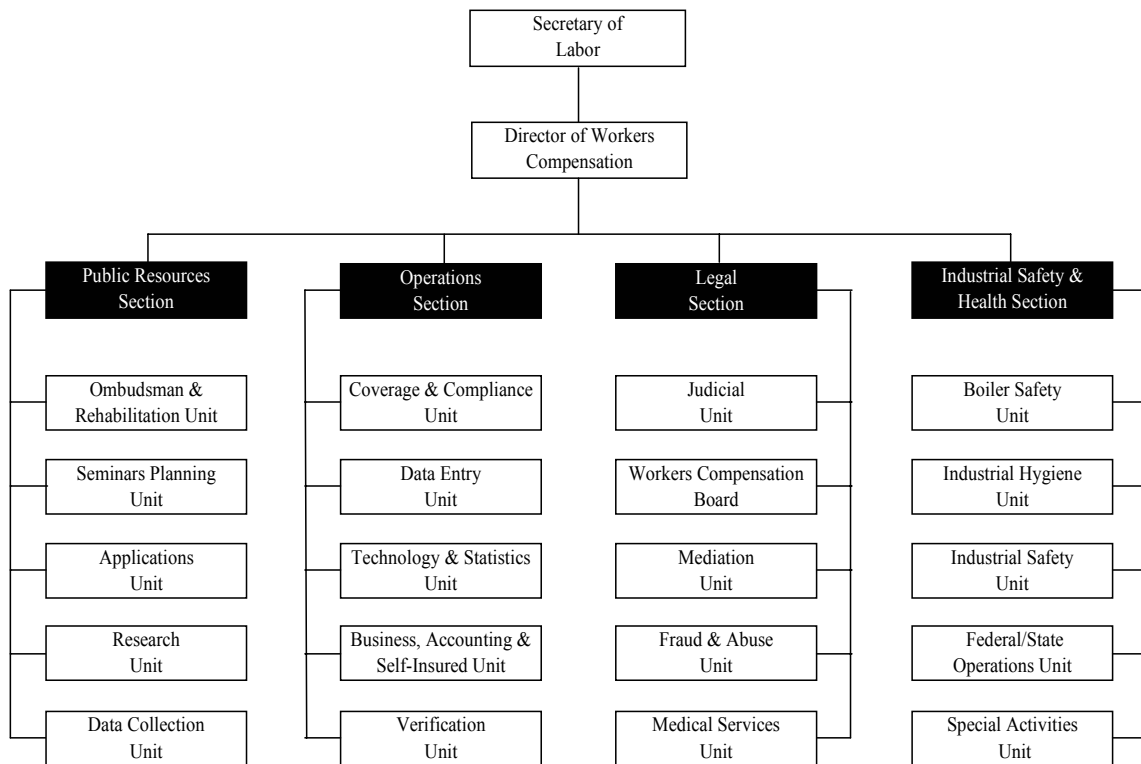 Secretary of
Labor
Director of Workers
Compensation
Public Resources
Section
Operations
Section
Legal
Section
Industrial Safety &
Health Section
Ombudsman &
Rehabilitation Unit
Coverage & Compliance
Unit
Judicial
Unit
Boiler Safety
Unit
Seminars Planning
Unit
Data Entry
Unit
Workers Compensation
Board
Industrial Hygiene
Unit
Applications
Unit
Technology & Statistics
Unit
Mediation
Unit
Industrial Safety
Unit
Research
Unit
Business, Accounting &
Self-Insured Unit
Fraud & Abuse
Unit
Federal/State
Operations Unit
Data Collection
Unit
Verification
Unit
Medical Services
Unit
Special Activities
Unit